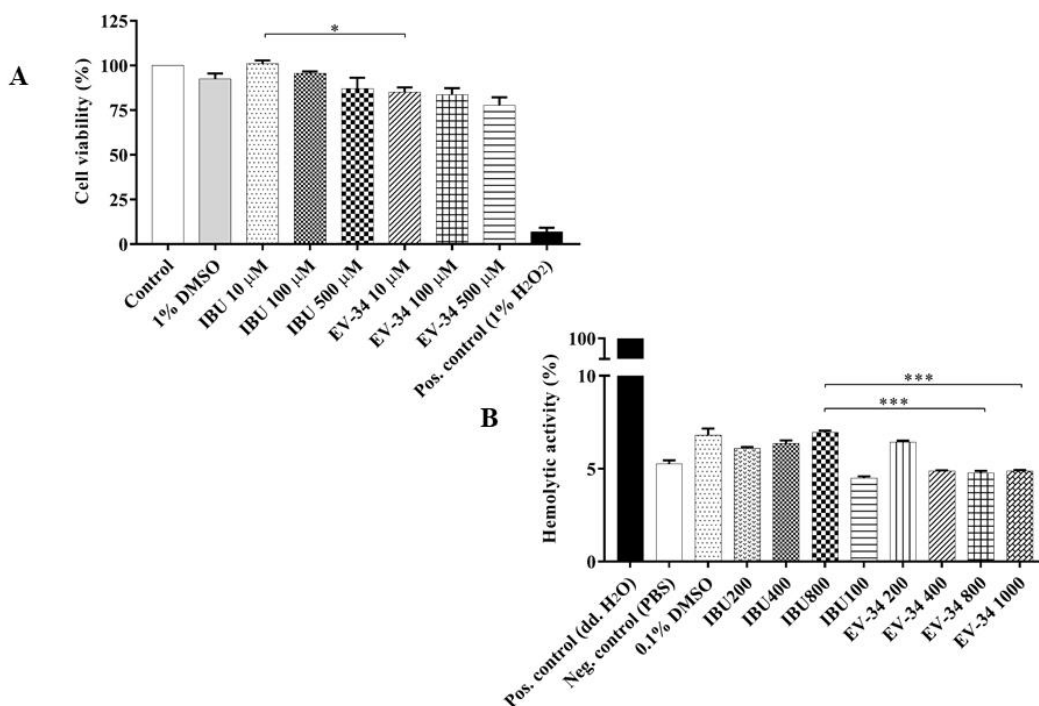 A
Cell viability (%)
125
100
75
50
25
0
*
Control
1% DMSO
IBU 10 µM
IBU 100 µM
IBU 500 µM
EV-34 10 µM
EV-34 100 µM
EV-34 500 µM
Pos. control (1% H2O2)
B
Hemolytic activity (%)
100
10
5
0
***
***
Pos. control (dd. H2O)
Neg. control (PBS)
0.1% DMSO
IBU200
IBU400
IBU800
IBU100
EV-34 200
EV-34 400
EV-34 800
EV-34 1000